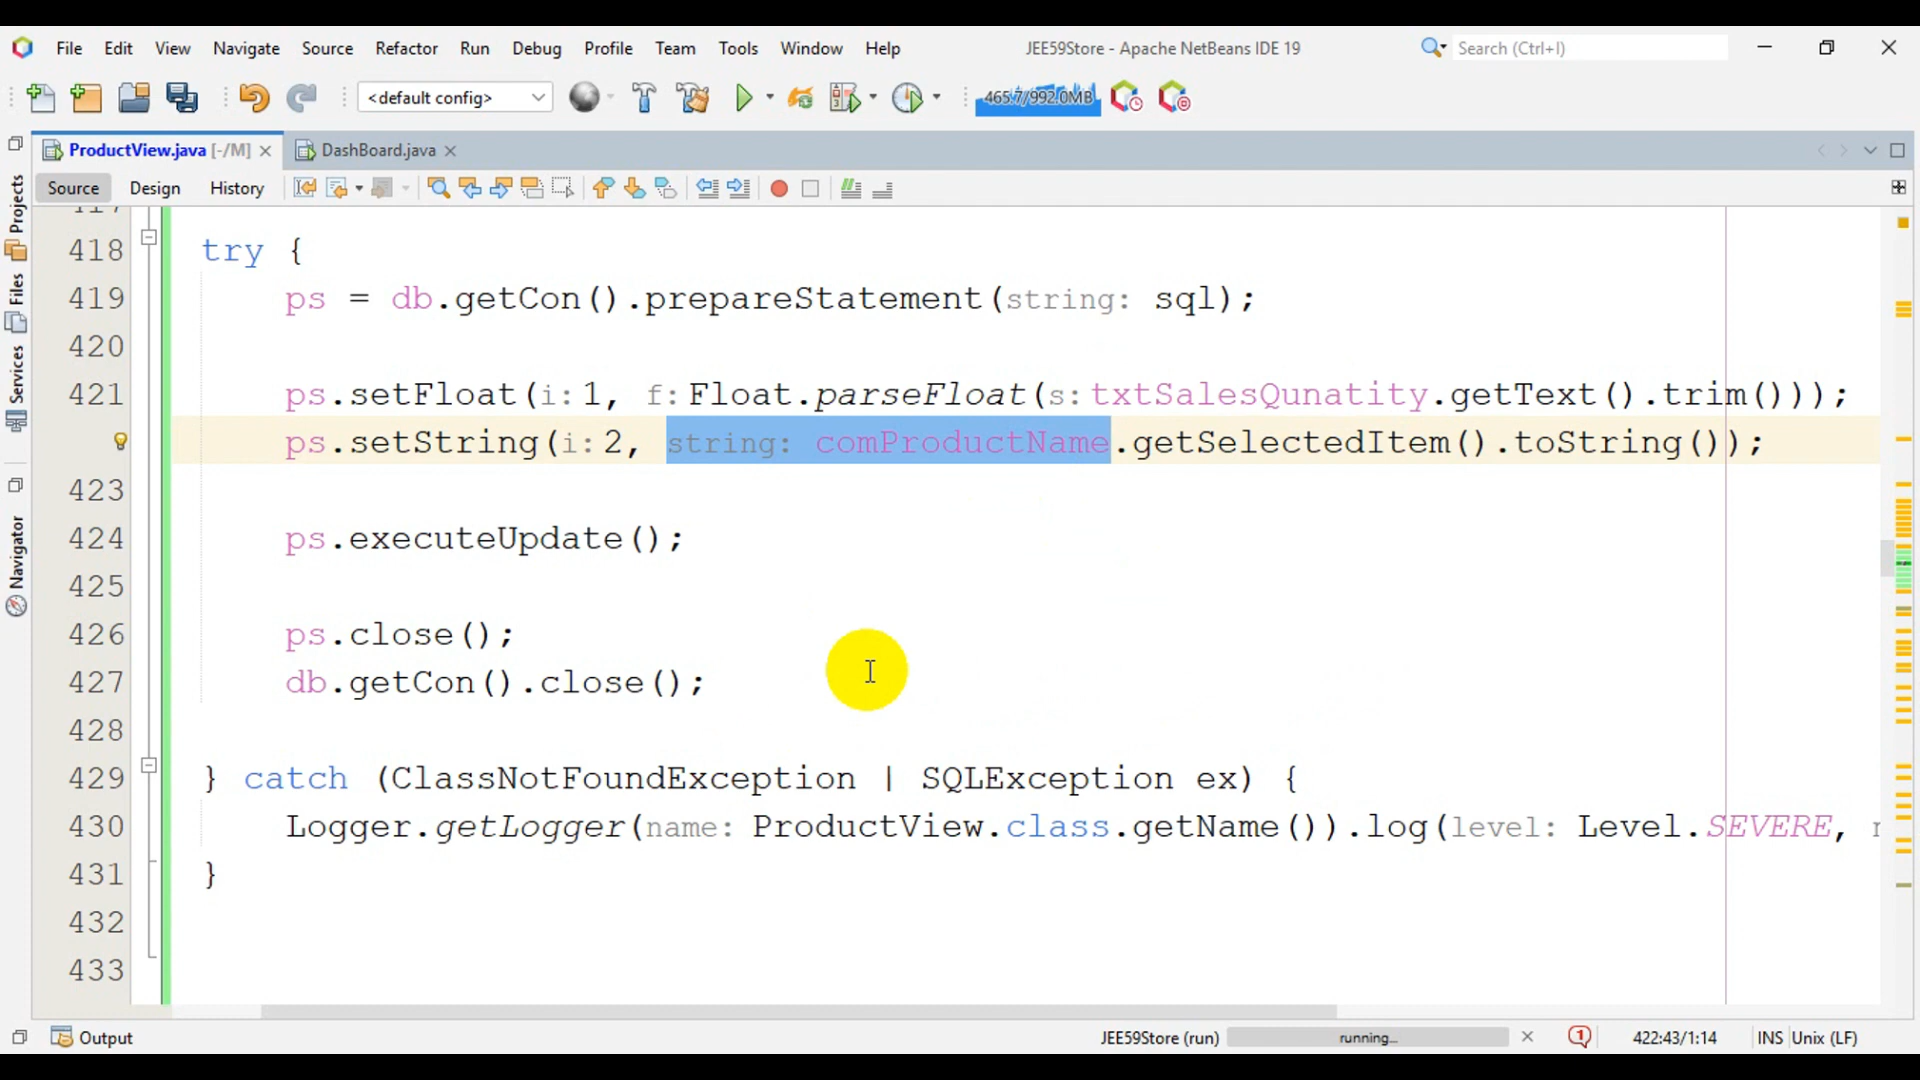 File Edit View Navigate Source Refactor Run Debug Profile Team Tools Window Help JEE59Store - Apache NetBeans IDE 19 Search (Ctrl+I)
<default config> 465.7/992.0MB
ProductView.java [-/M] DashBoard.java
Source Design History
Projects
Files
Services
Navigator
417
418 try {
419 ps = db.getCon().prepareStatement(string: sql);
420
421 ps.setFloat(i: 1, f: Float.parseFloat(s: txtSalesQunatity.getText().trim()));
ps.setString(i: 2, string: comProductName.getSelectedItem().toString());
423
424 ps.executeUpdate();
425
426 ps.close();
427 db.getCon().close();
428
429 } catch (ClassNotFoundException | SQLException ex) {
430 Logger.getLogger(name: ProductView.class.getName()).log(level: Level.SEVERE,
431 }
432
433
Output JEE59Store (run) running... 1 422:43/1:14 INS Unix (LF)